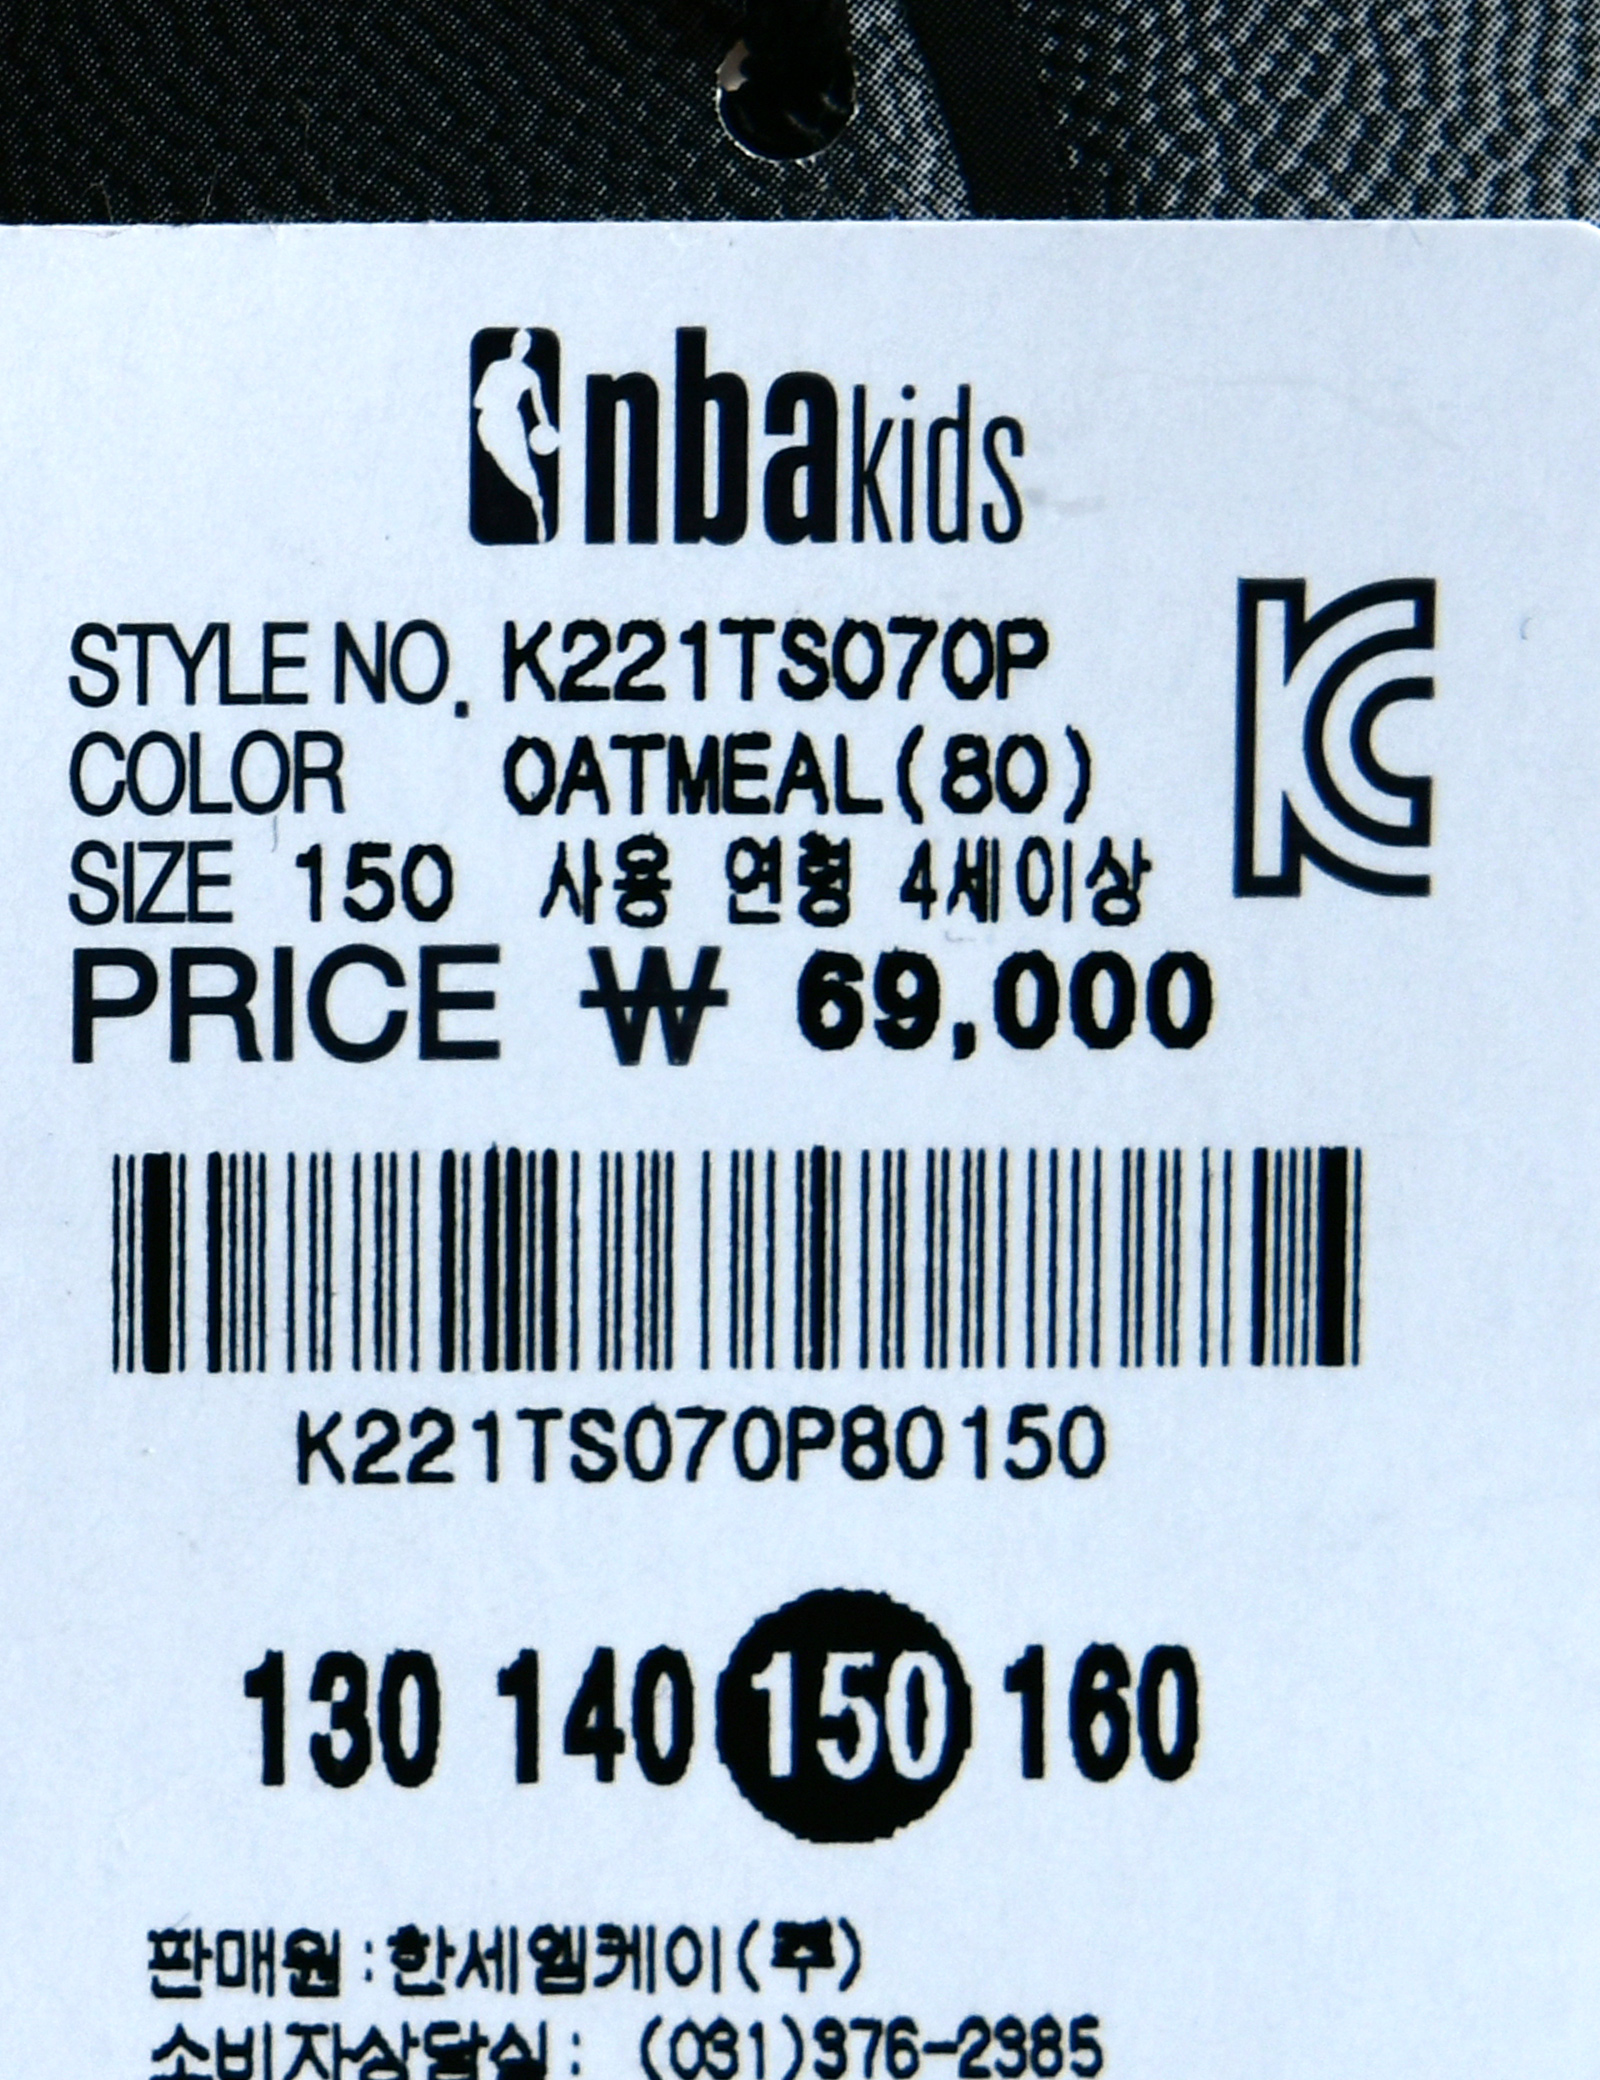 nbakids
STYLE NO. K221TS070P
COLOR OATMEAL(80)
SIZE 150 사용 연령 4세이상
PRICE ₩ 69,000
K221TS070P80150
130 140 150 160
판매원:한세엠케이(주)
소비자상담실: (031)376-2385